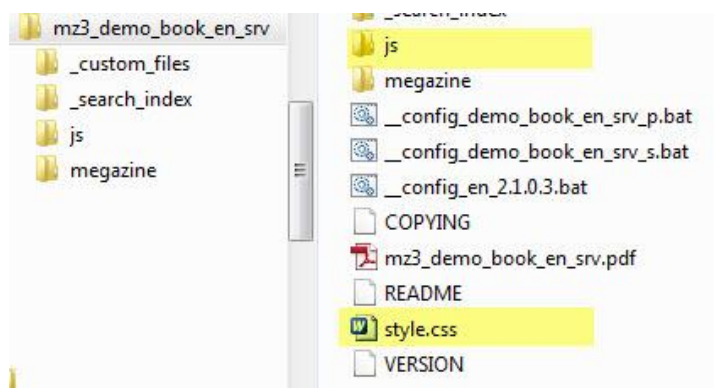 mz3_demo_book_en_srv
_custom_files
_search_index
js
megazine
_search_index
js
megazine
__config_demo_book_en_srv_p.bat
__config_demo_book_en_srv_s.bat
__config_en_2.1.0.3.bat
COPYING
mz3_demo_book_en_srv.pdf
README
style.css
VERSION